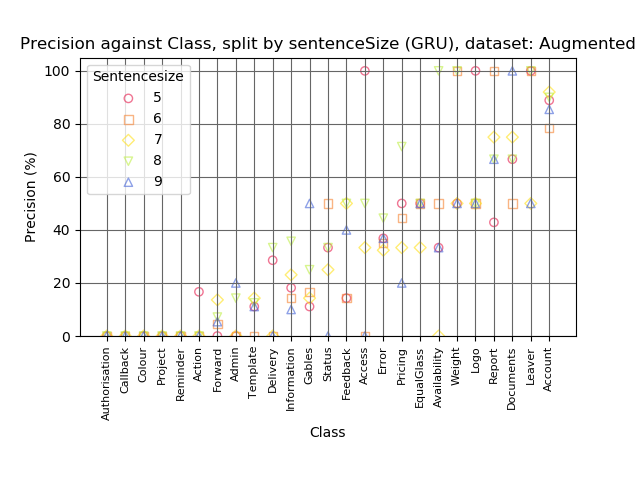 Precision against Class, split by sentenceSize (GRU), dataset: Augmented
Precision (%)
100
80
60
40
20
0
Sentencesize
5
6
7
8
9
Authorisation
Callback
Colour
Project
Reminder
Action
Forward
Admin
Template
Delivery
Information
Gables
Status
Feedback
Access
Error
Pricing
EqualGlass
Availability
Weight
Logo
Report
Documents
Leaver
Account
Class